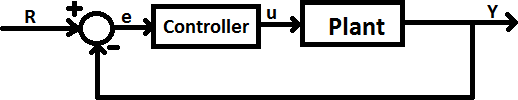 R + e Controller u Plant Y
−